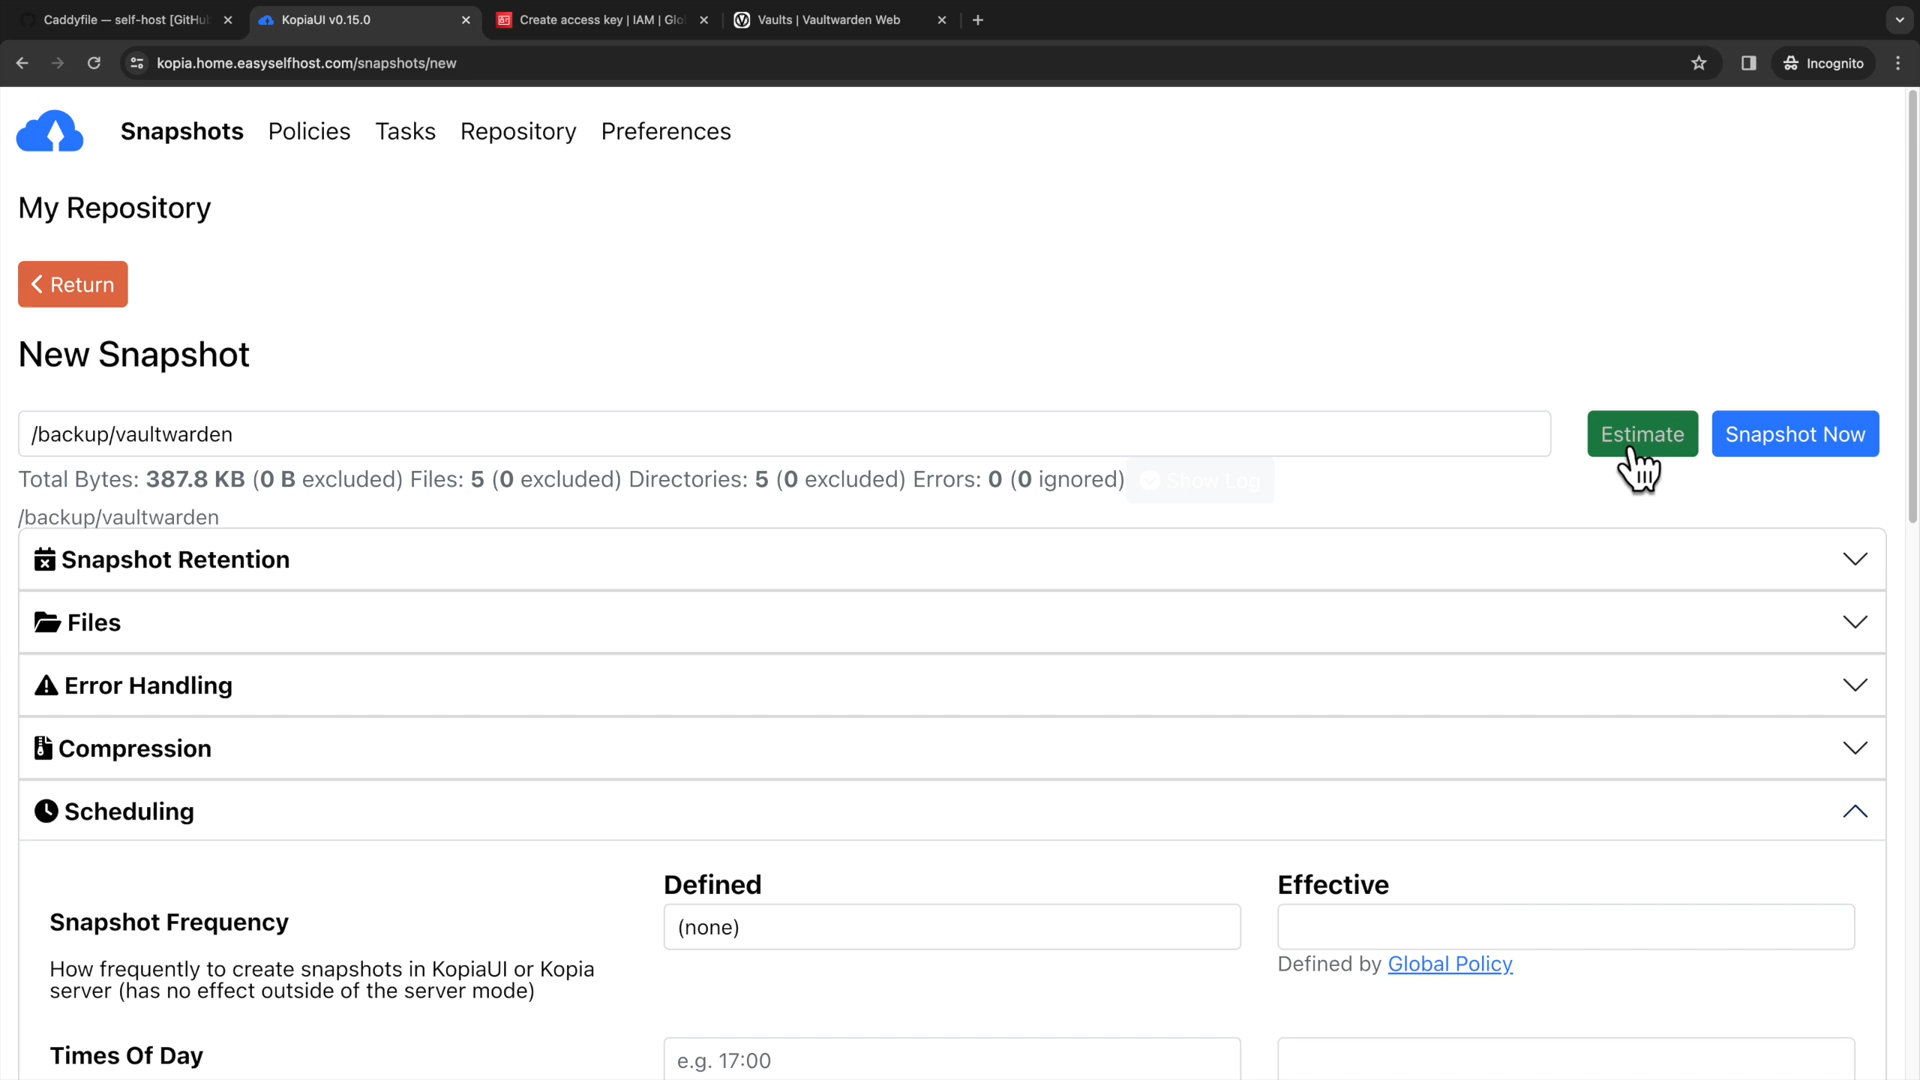 Caddyfile — self-host [GitHub
KopiaUI v0.15.0
Create access key | IAM | Glo
Vaults | Vaultwarden Web
kopia.home.easyselfhost.com/snapshots/new
Incognito
Snapshots Policies Tasks Repository Preferences
My Repository
Return
New Snapshot
/backup/vaultwarden
Estimate
Snapshot Now
Total Bytes: 387.8 KB (0 B excluded) Files: 5 (0 excluded) Directories: 5 (0 excluded) Errors: 0 (0 ignored) Show Log
/backup/vaultwarden
Snapshot Retention
Files
Error Handling
Compression
Scheduling
Defined Effective
Snapshot Frequency
(none)
Defined by Global Policy
How frequently to create snapshots in KopiaUI or Kopia
server (has no effect outside of the server mode)
Times Of Day
e.g. 17:00